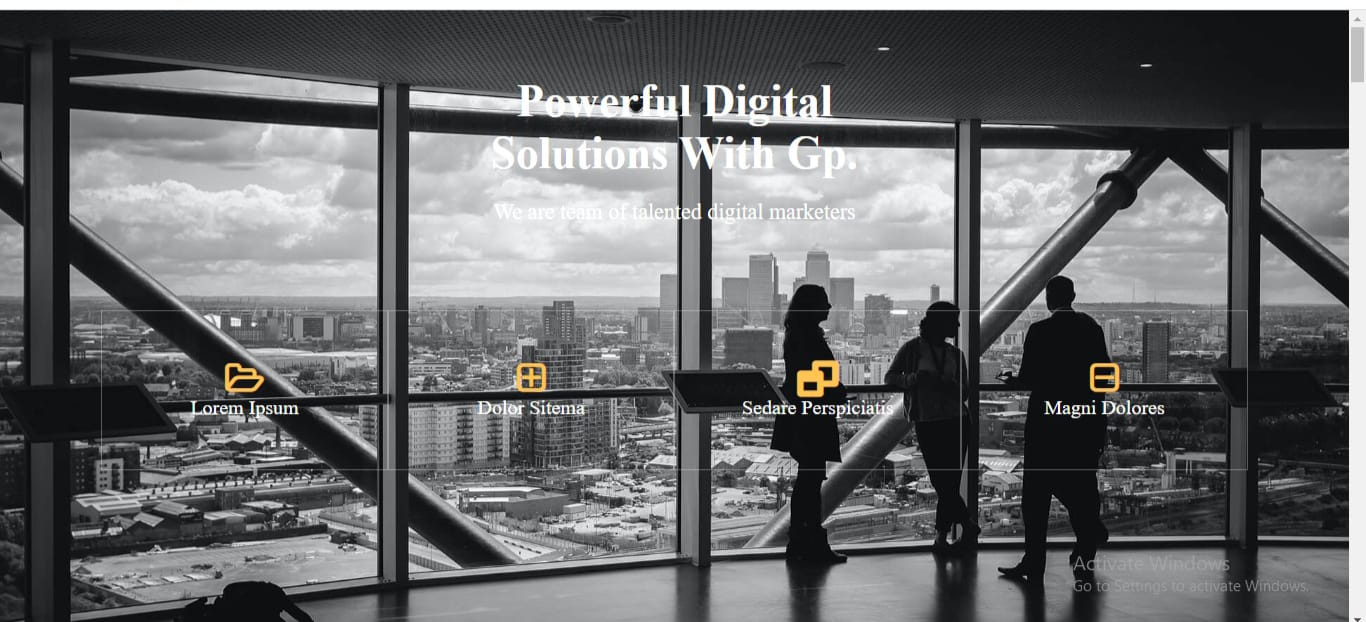 Powerful Digital
Solutions With Gp.
We are team of talented digital marketers
Lorem Ipsum
Dolor Sitema
Sedare Perspiciatis
Magni Dolores
Activate Windows
Go to Settings to activate Windows.